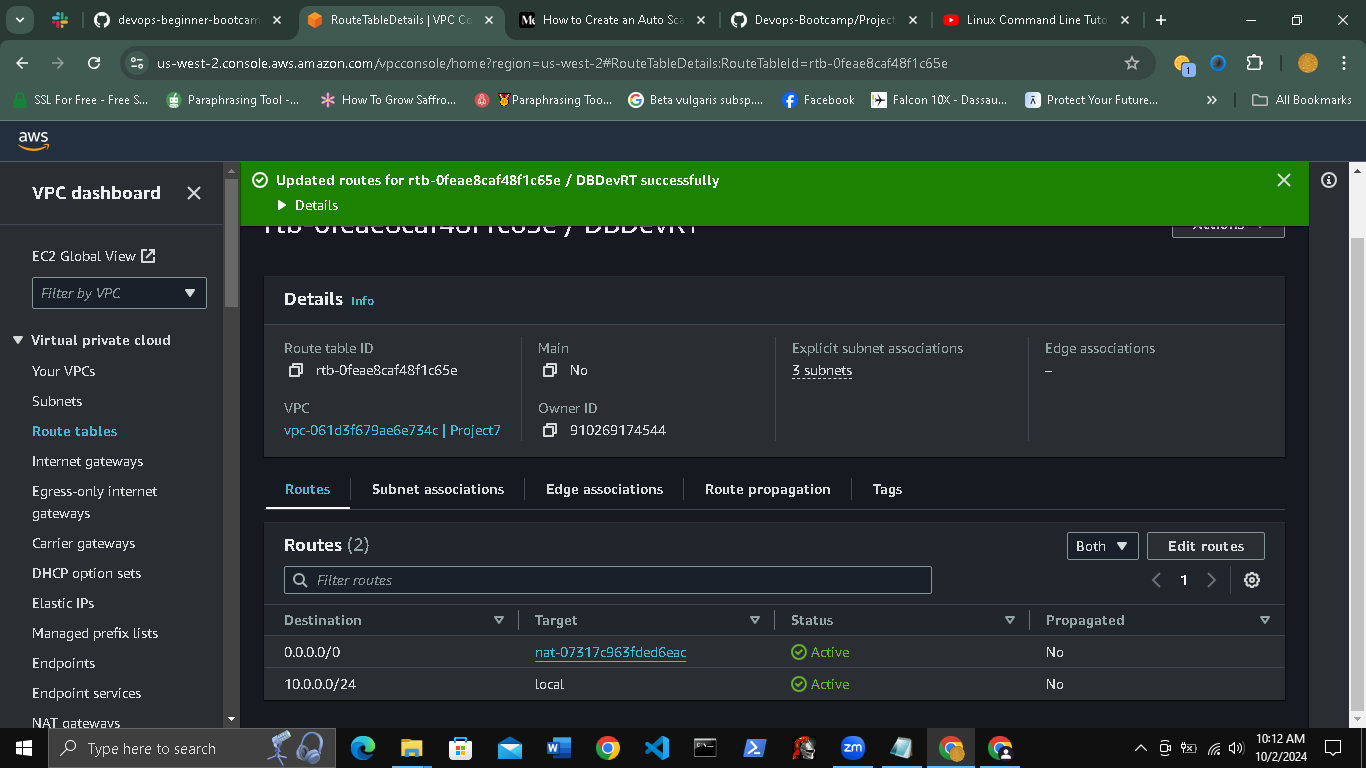 devops-beginner-bootcam
RouteTableDetails | VPC Co
How to Create an Auto Sca
Devops-Bootcamp/Project
Linux Command Line Tuto
us-west-2.console.aws.amazon.com/vpcconsole/home?region=us-west-2#RouteTableDetails:RouteTableId=rtb-0feae8caf48f1c65e
1
SSL For Free - Free S...
Paraphrasing Tool -...
How To Grow Saffro...
Paraphrasing Too...
Beta vulgaris subsp....
Facebook
Falcon 10X - Dassau...
Protect Your Future...
»
All Bookmarks
aws
VPC dashboard
EC2 Global View
Filter by VPC
Virtual private cloud
Your VPCs
Subnets
Route tables
Internet gateways
Egress-only internet
gateways
Carrier gateways
DHCP option sets
Elastic IPs
Managed prefix lists
Endpoints
Endpoint services
NAT gateways
Updated routes for rtb-0feae8caf48f1c65e / DBDevRT successfully
Details
rtb-0feae8caf48f1c65e / DBDevRT
Actions
Details Info
Route table ID
rtb-0feae8caf48f1c65e
Main
No
Explicit subnet associations
3 subnets
Edge associations
–
VPC
vpc-061d3f679ae6e734c | Project7
Owner ID
910269174544
Routes
Subnet associations
Edge associations
Route propagation
Tags
Routes (2)
Both
Edit routes
Filter routes
1
Destination Target Status Propagated
0.0.0.0/0 nat-07317c963fded6eac Active No
10.0.0.0/24 local Active No
Type here to search
zm
10:12 AM
10/2/2024